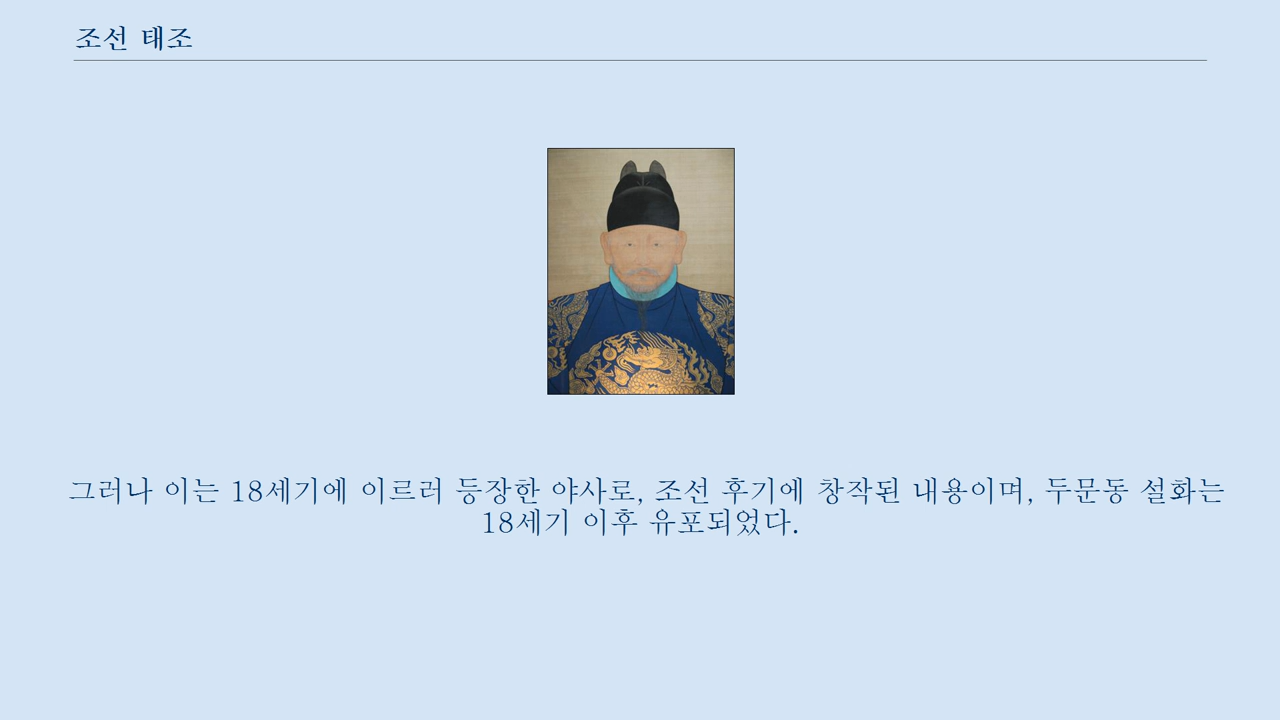 조선 태조
그러나 이는 18세기에 이르러 등장한 야사로, 조선 후기에 창작된 내용이며, 두문동 설화는
18세기 이후 유포되었다.